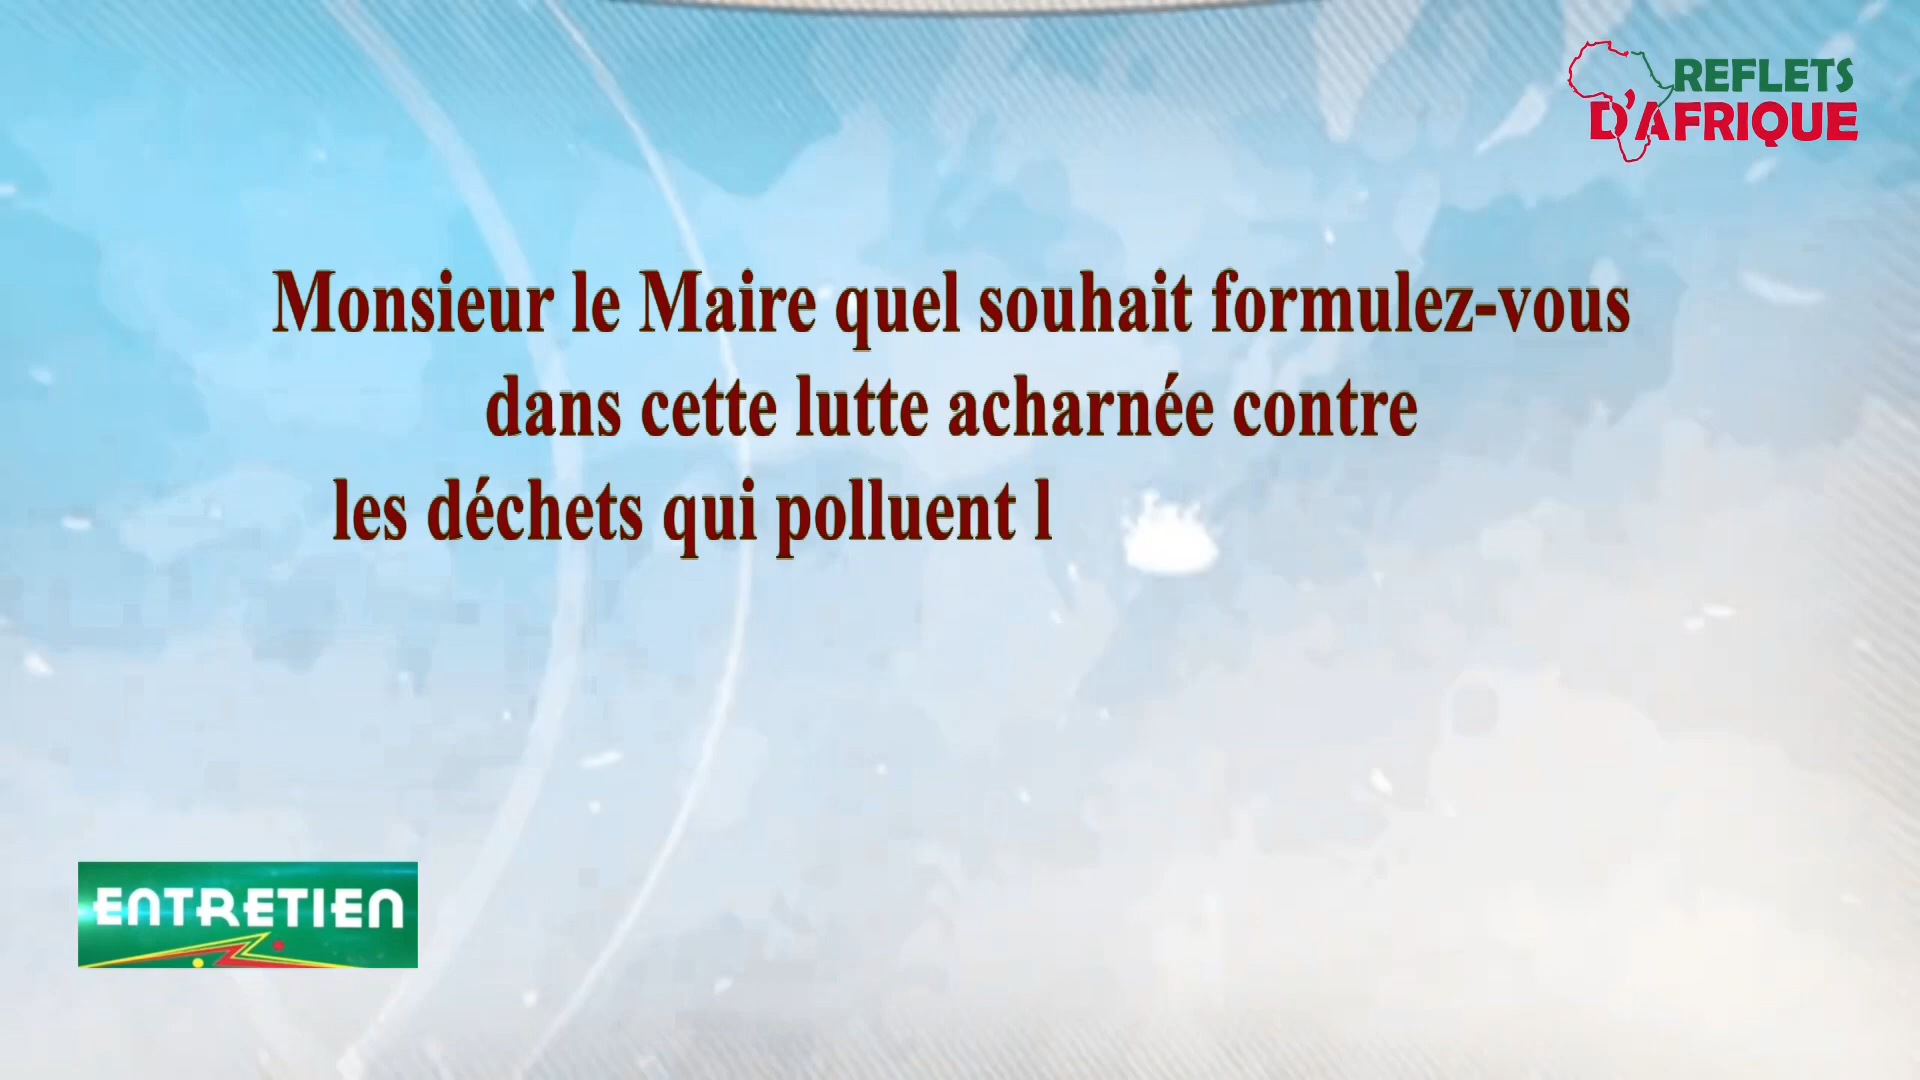 REFLETS
D'AFRIQUE
Monsieur le Maire quel souhait formulez-vous
dans cette lutte acharnée contre
les déchets qui polluent l
ENTRETIEN